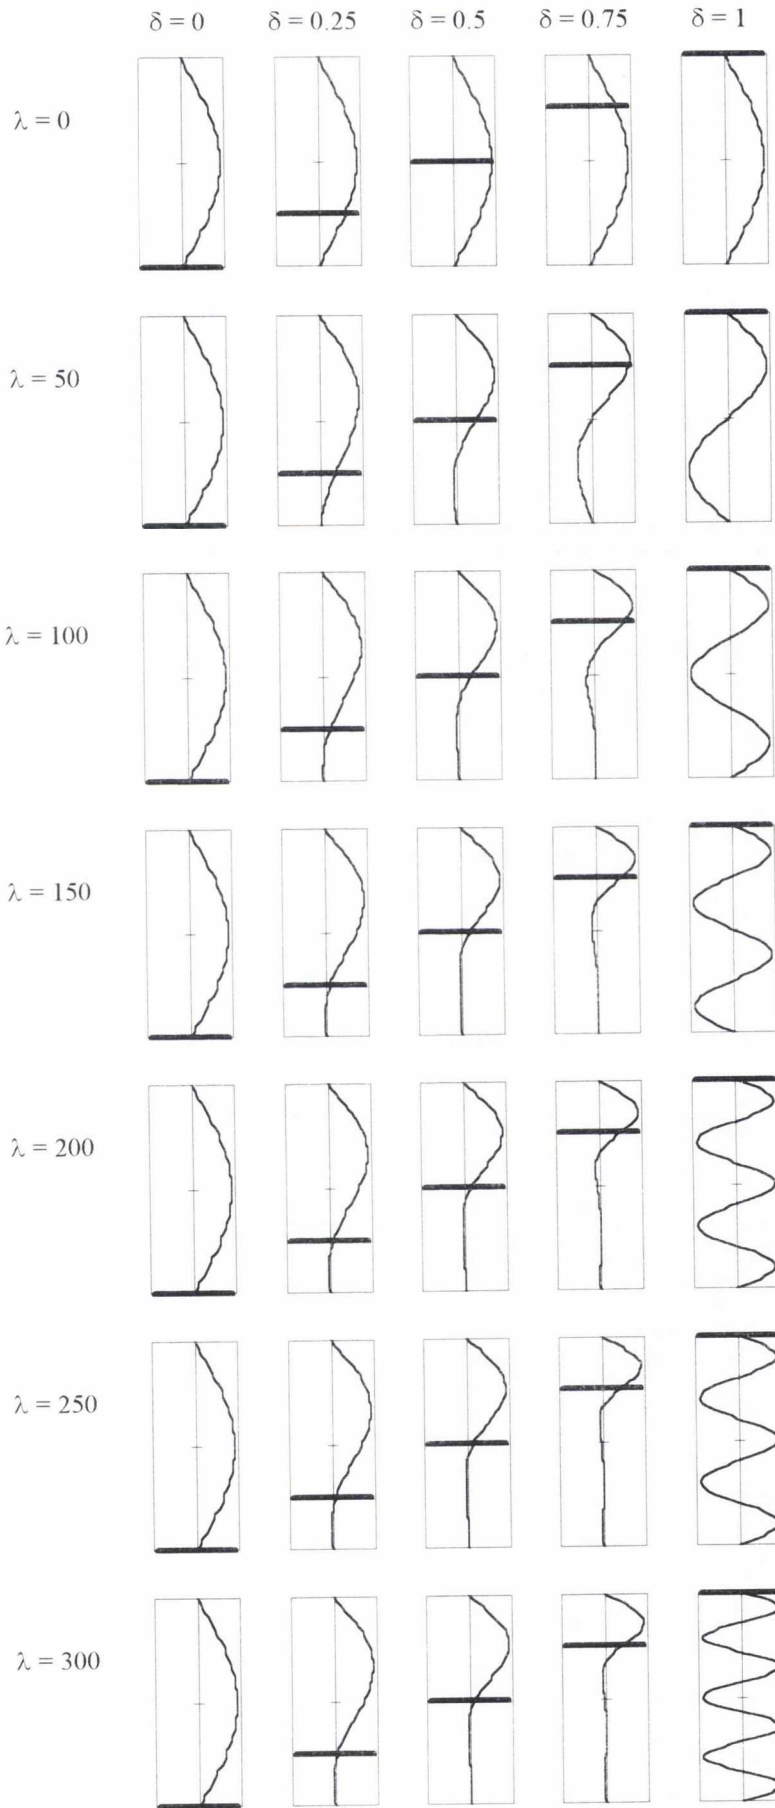 δ = 0 δ = 0.25 δ = 0.5 δ = 0.75 δ = 1
λ = 0
λ = 50
λ = 100
λ = 150
λ = 200
λ = 250
λ = 300